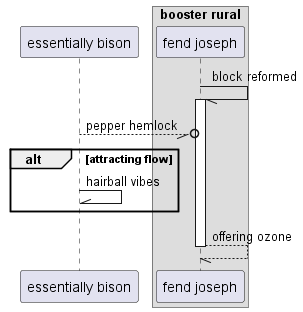 booster rural
essentially bison
fend joseph
block reformed
pepper hemlock
alt
[attracting flow]
hairball vibes
offering ozone
essentially bison
fend joseph